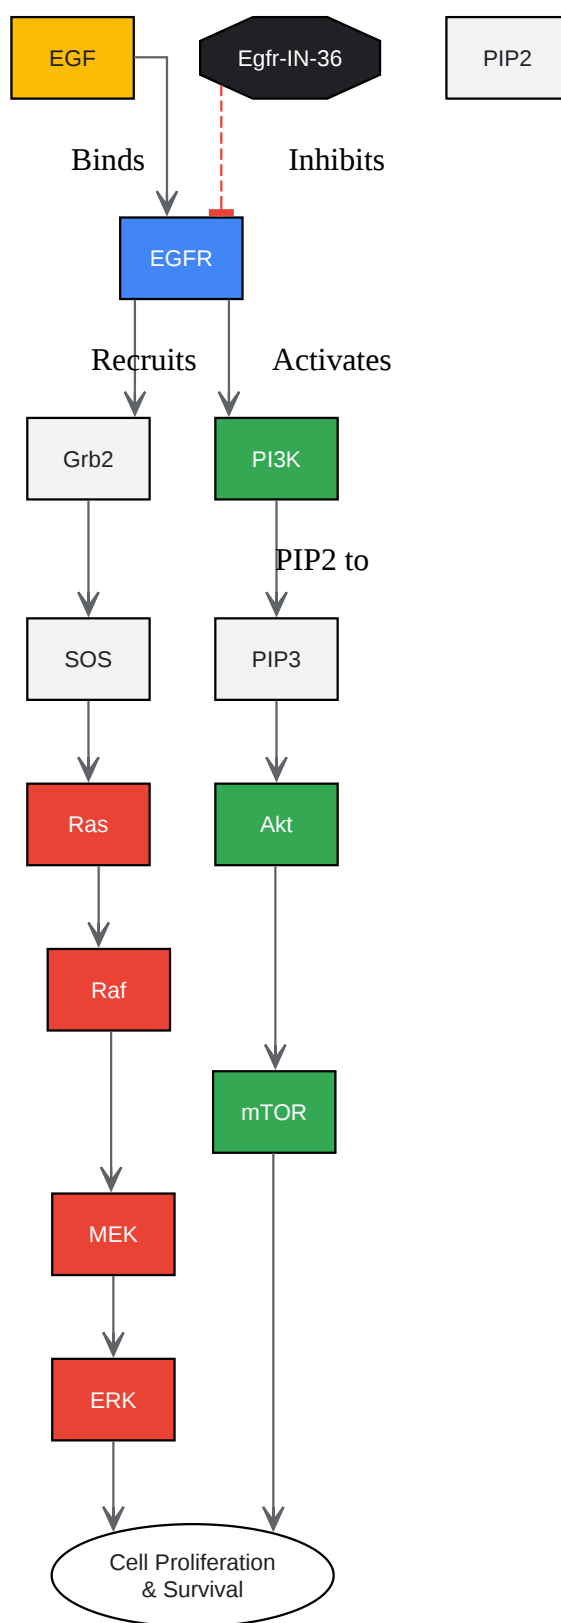 EGF
Egfr-IN-36
PIP2
Binds
Inhibits
EGFR
Recruits
Activates
Grb2
PI3K
PIP2 to
SOS
PIP3
Ras
Akt
Raf
mTOR
MEK
ERK
Cell Proliferation
& Survival